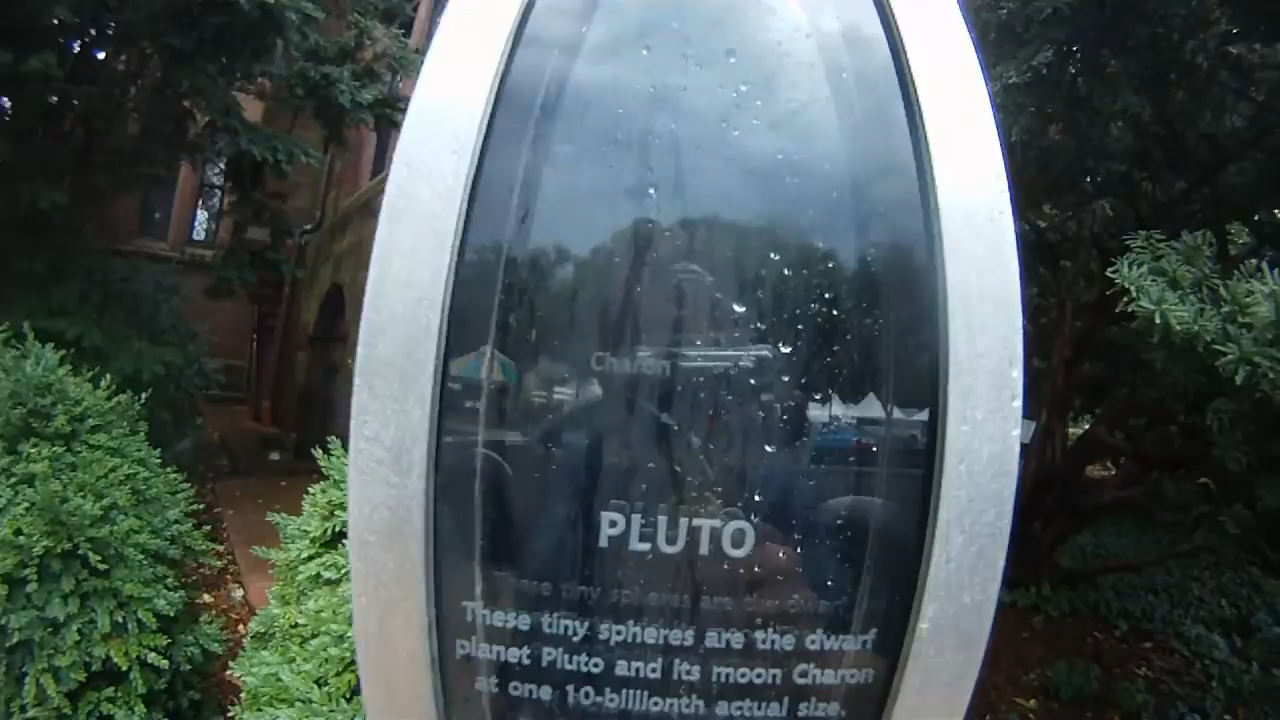 Charon
PLUTO
These tiny spheres are the dwarf
planet Pluto and its moon Charon
at one 10-billionth actual size.